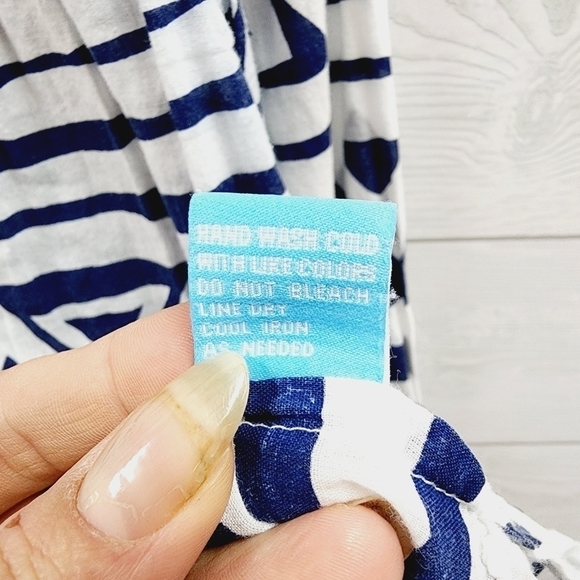 HAND WASH COLD
WITH LIKE COLORS
DO NOT BLEACH
LINE DRY
COOL IRON
AS NEEDED